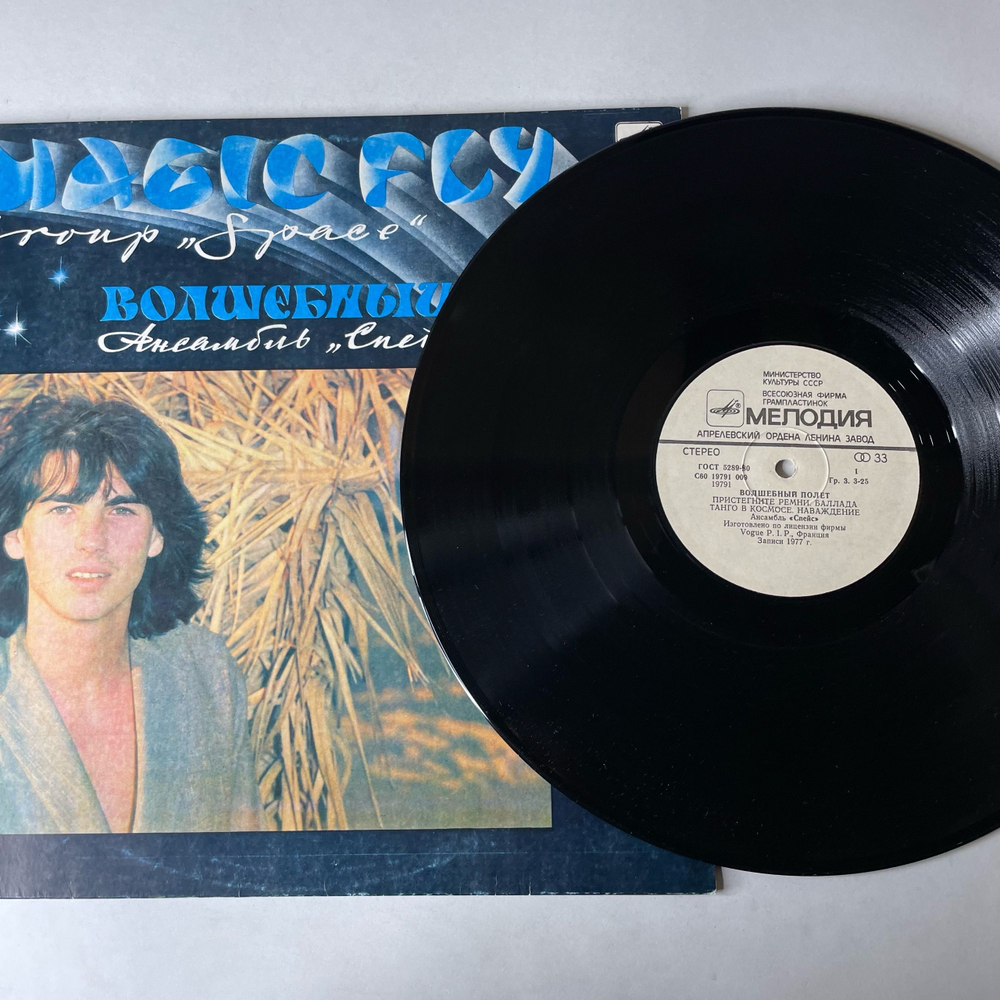 MAGIC FLY
Group „Space“
ВОЛШЕБНЫЙ
Ансамбль „Спей
МИНИСТЕРСТВО
КУЛЬТУРЫ СССР
ВСЕСОЮЗНАЯ ФИРМА
ГРАМПЛАСТИНОК
МЕЛОДИЯ
АПРЕЛЕВСКИЙ ОРДЕНА ЛЕНИНА ЗАВОД
СТЕРЕО
33
ГОСТ 5289-80
1
С60 19791 009
Гр. 3. 3-25
19791
ВОЛШЕБНЫЙ ПОЛЕТ
ПРИСТЕГНИТЕ РЕМНИ. БАЛЛАДА
ТАНГО В КОСМОСЕ. НАВАЖДЕНИЕ
Ансамбль «Спейс»
Изготовлено по лицензии фирмы
Vogue P. I. P., Франция
Записи 1977 г.